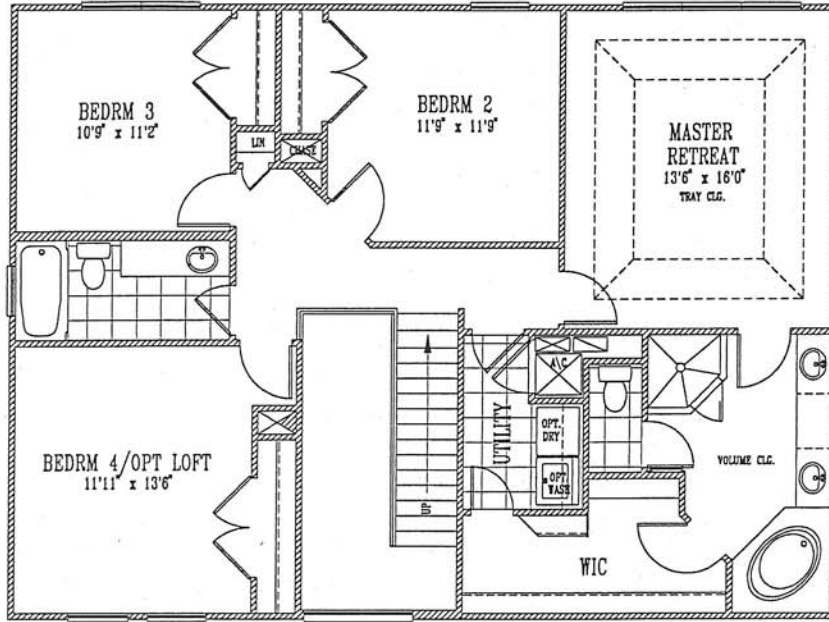 BEDRM 3
10'9" x 11'2"
LIN
CHASE
BEDRM 2
11'9" x 11'9"
MASTER
RETREAT
13'6" x 16'0"
TRAY CLG.
A\C
UTILITY
OPT.
DRY
OPT.
WASH
UP
VOLUME CLG.
BEDRM 4/OPT LOFT
11'11" x 13'6"
WIC